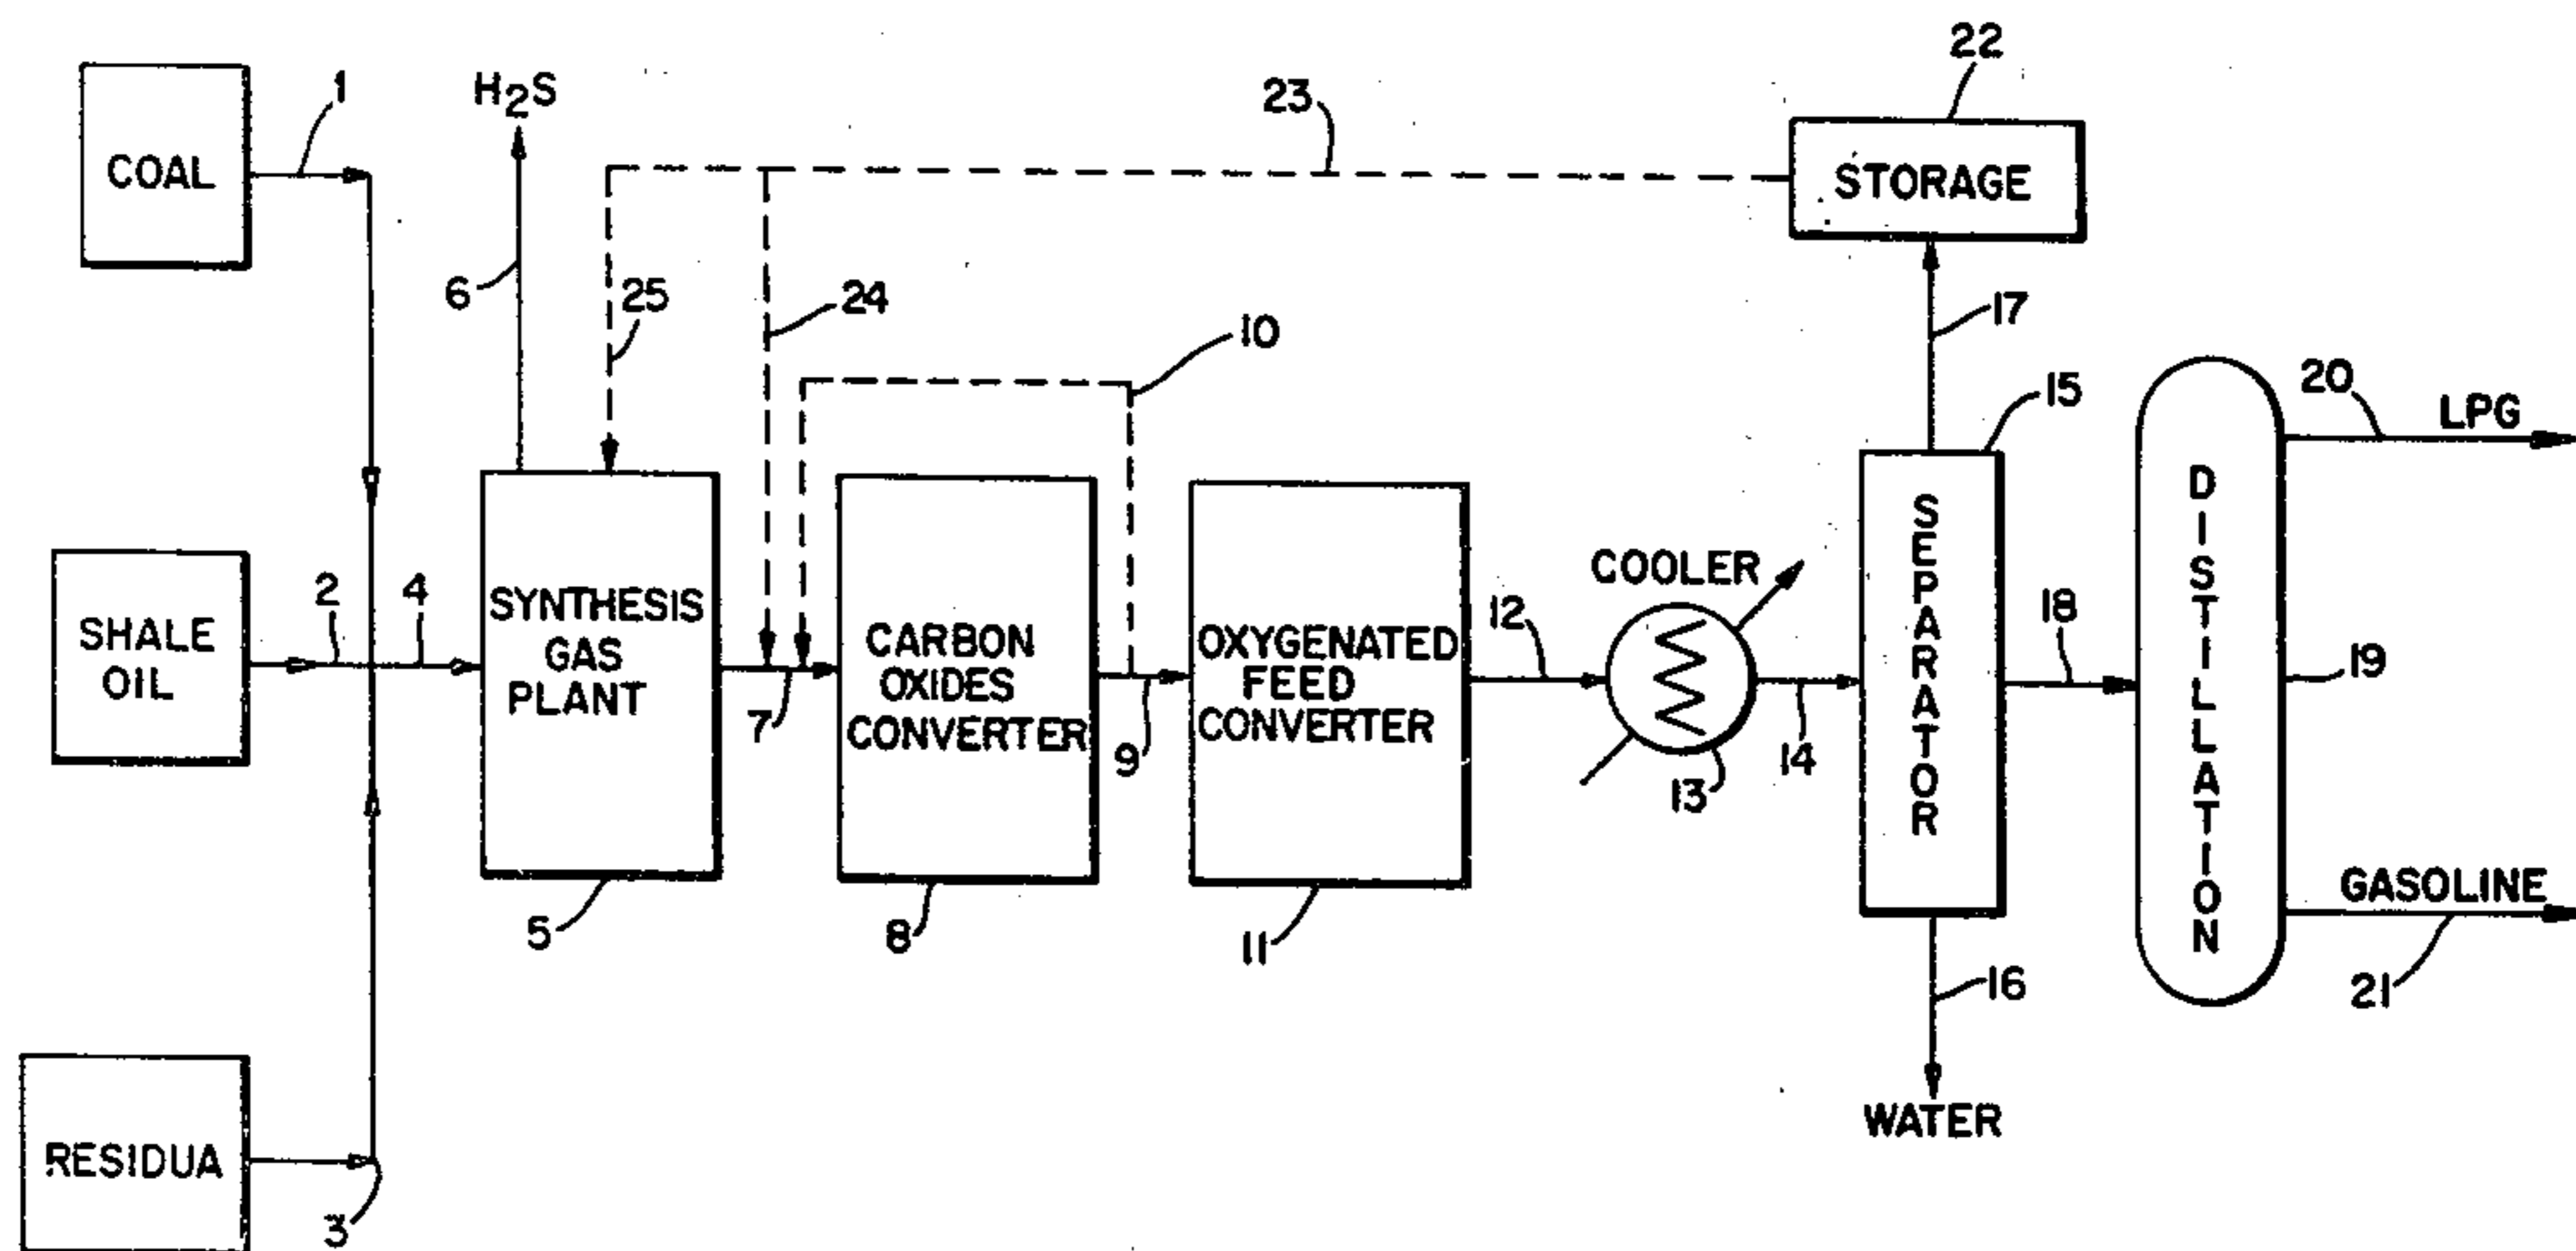 COAL
1
H2S
6
25
23
24
10
22
STORAGE
17
SHALE
OIL
2
4
SYNTHESIS
GAS
PLANT
5
7
CARBON
OXIDES
CONVERTER
8
9
OXYGENATED
FEED
CONVERTER
11
12
COOLER
13
14
15
SEPARATOR
16
WATER
18
DISTILLATION
19
20
LPG
GASOLINE
21
RESIDUA
3